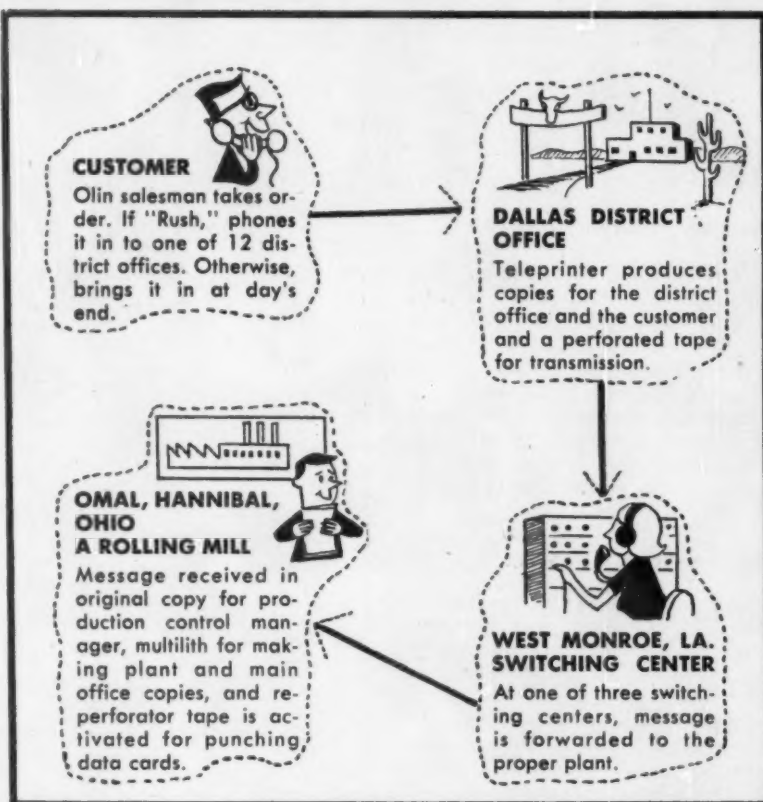 CUSTOMER
Olin salesman takes or-
der. If "Rush," phones
it in to one of 12 dis-
trict offices. Otherwise,
brings it in at day's
end.
DALLAS DISTRICT
OFFICE
Teleprinter produces
copies for the district
office and the customer
and a perforated tape
for transmission.
WEST MONROE, LA.
SWITCHING CENTER
At one of three switch-
ing centers, message
is forwarded to the
proper plant.
OMAL, HANNIBAL,
OHIO
A ROLLING MILL
Message received in
original copy for pro-
duction control man-
ager, multilith for mak-
ing plant and main
office copies, and re-
perforator tape is ac-
tivated for punching
data cards.